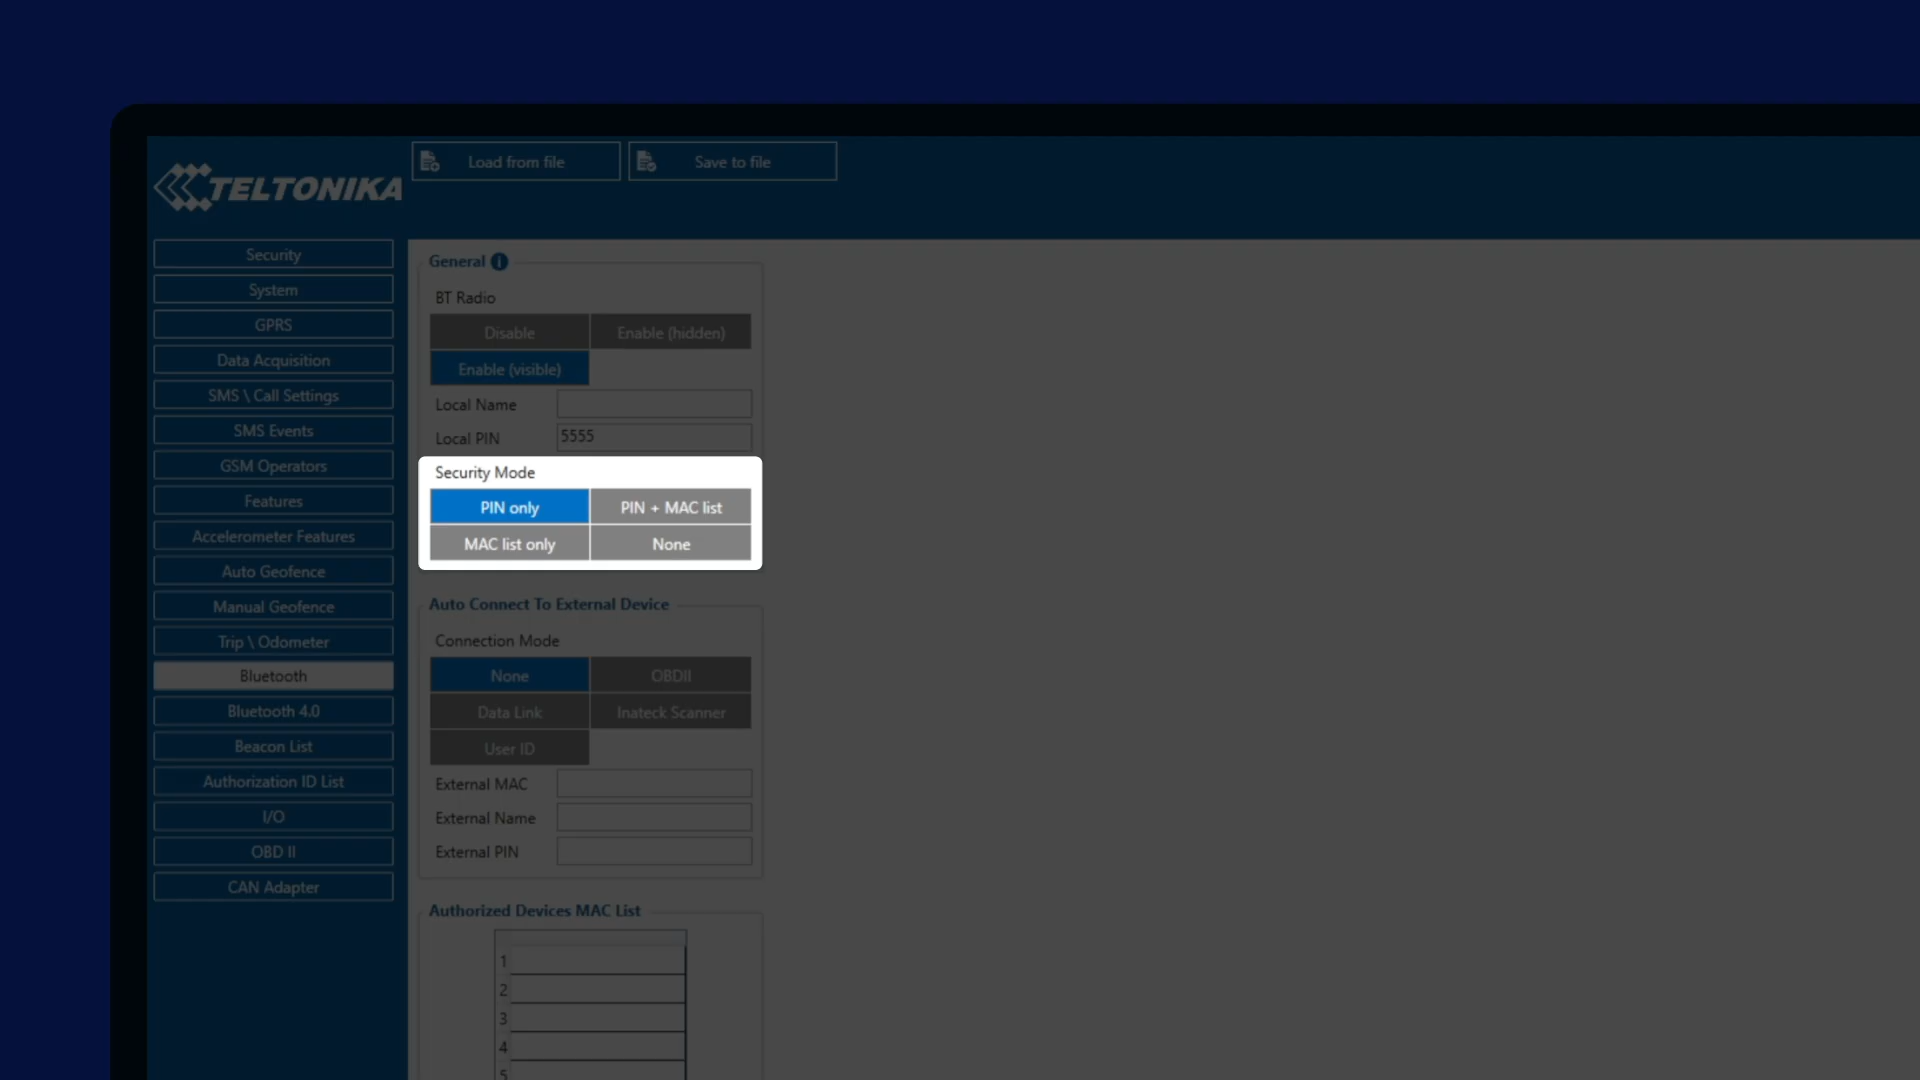 TELTONIKA
Load from file
Save to file
Security
System
GPRS
Data Acquisition
SMS \ Call Settings
SMS Events
GSM Operators
Features
Accelerometer Features
Auto Geofence
Manual Geofence
Trip \ Odometer
Bluetooth
Bluetooth 4.0
Beacon List
Authorization ID List
I/O
OBD II
CAN Adapter
General i
BT Radio
Disable
Enable (hidden)
Enable (visible)
Local Name
Local PIN
5555
Security Mode
PIN only
PIN + MAC list
MAC list only
None
Auto Connect To External Device
Connection Mode
None
OBDII
Data Link
Inateck Scanner
User ID
External MAC
External Name
External PIN
Authorized Devices MAC List
1
2
3
4
5